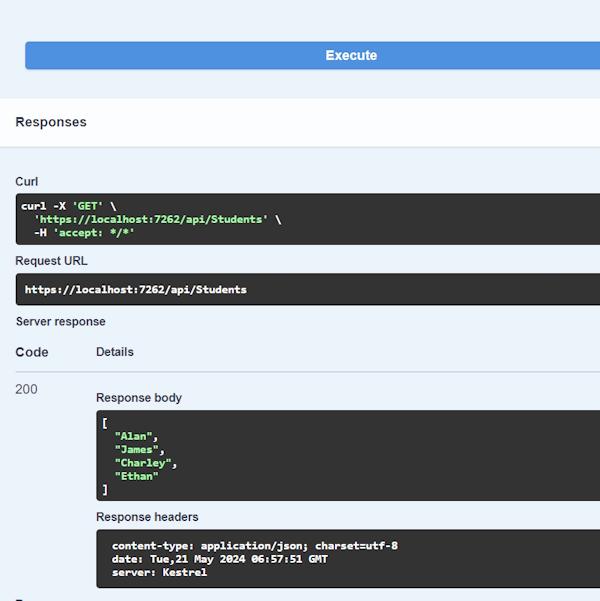 Execute
Responses
Curl
curl -X 'GET' \
'https://localhost:7262/api/Students' \
-H 'accept: */*'
Request URL
https://localhost:7262/api/Students
Server response
Code Details
200
Response body
[
"Alan",
"James",
"Charley",
"Ethan"
]
Response headers
content-type: application/json; charset=utf-8
date: Tue,21 May 2024 06:57:51 GMT
server: Kestrel